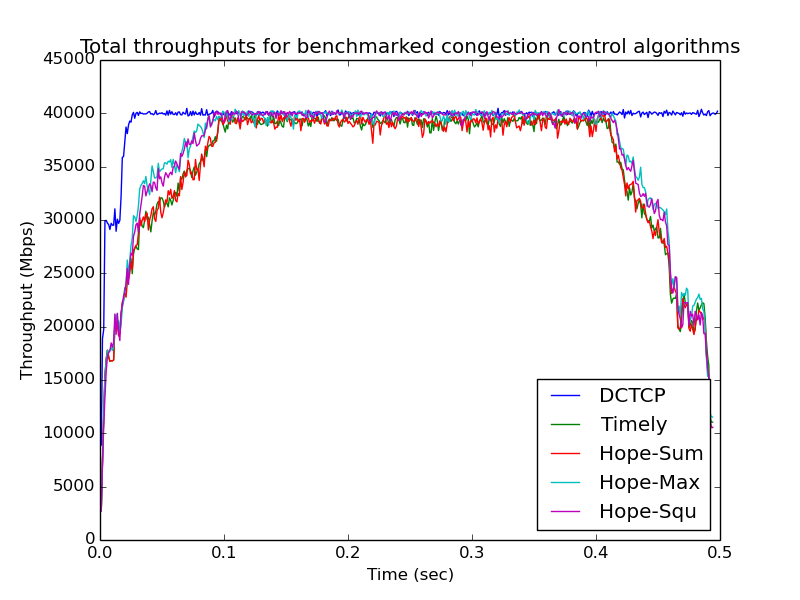 Total throughputs for benchmarked congestion control algorithms
45000
40000
35000
30000
25000
20000
15000
10000
5000
0
Throughput (Mbps)
DCTCP
Timely
Hope-Sum
Hope-Max
Hope-Squ
0.0 0.1 0.2 0.3 0.4 0.5
Time (sec)